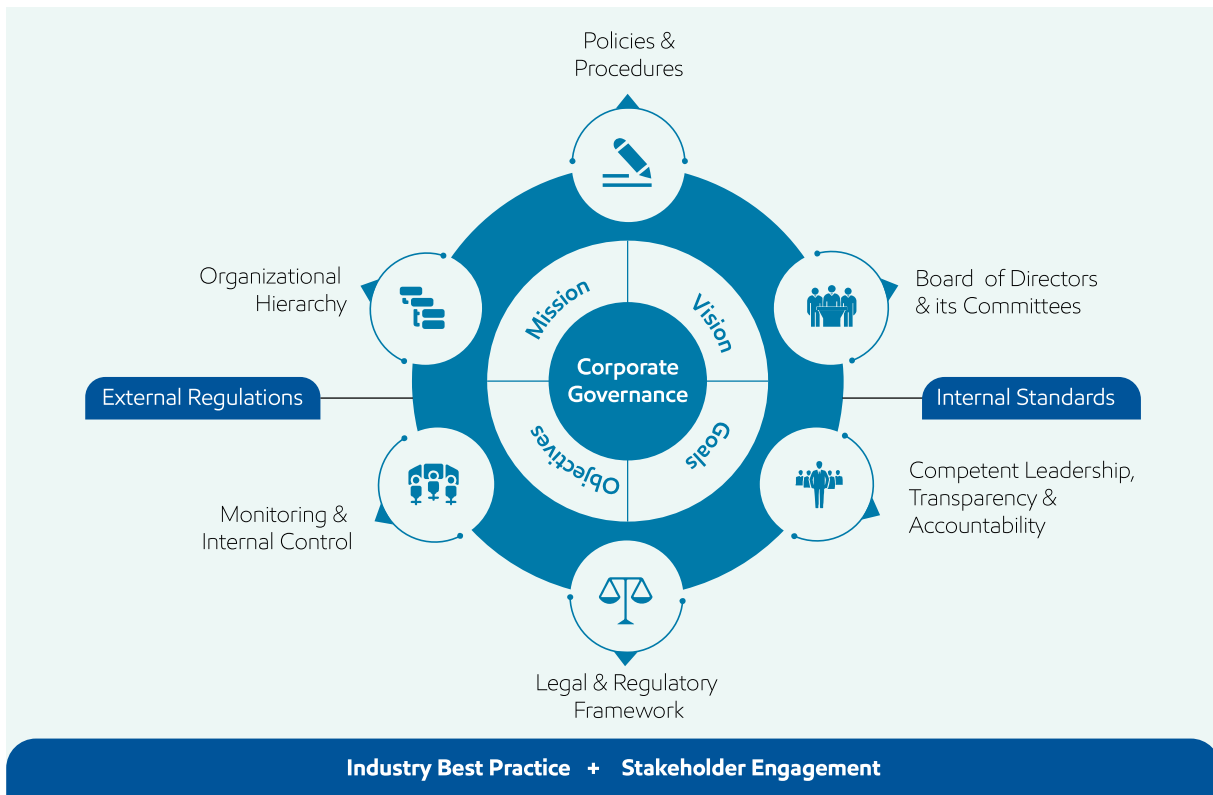 Policies &
Procedures
Organizational
Hierarchy
Board of Directors
& its Committees
Mission
Vision
Corporate
Governance
External Regulations
Internal Standards
Objectives
Goals
Competent Leadership,
Transparency &
Accountability
Monitoring &
Internal Control
Legal & Regulatory
Framework
Industry Best Practice + Stakeholder Engagement